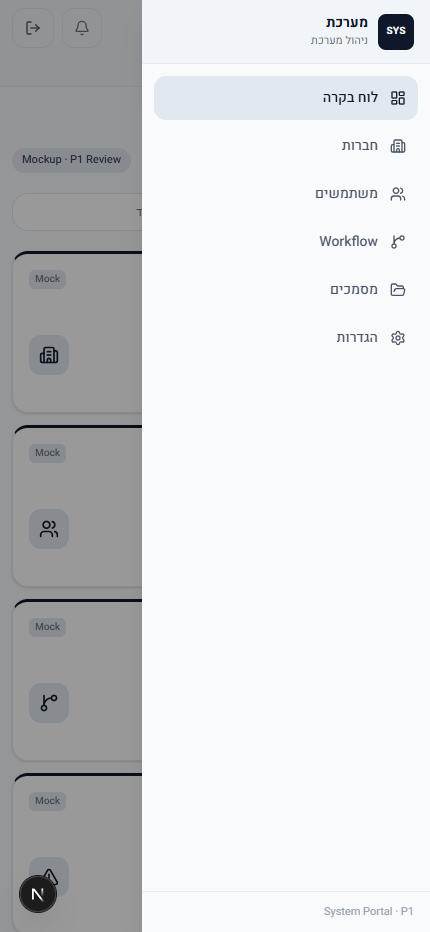 SYS
מערכת
ניהול מערכת
לוח בקרה
חברות
משתמשים
Workflow
מסמכים
הגדרות
System Portal · P1
Mockup · P1 Review
Mock
Mock
Mock
Mock
N